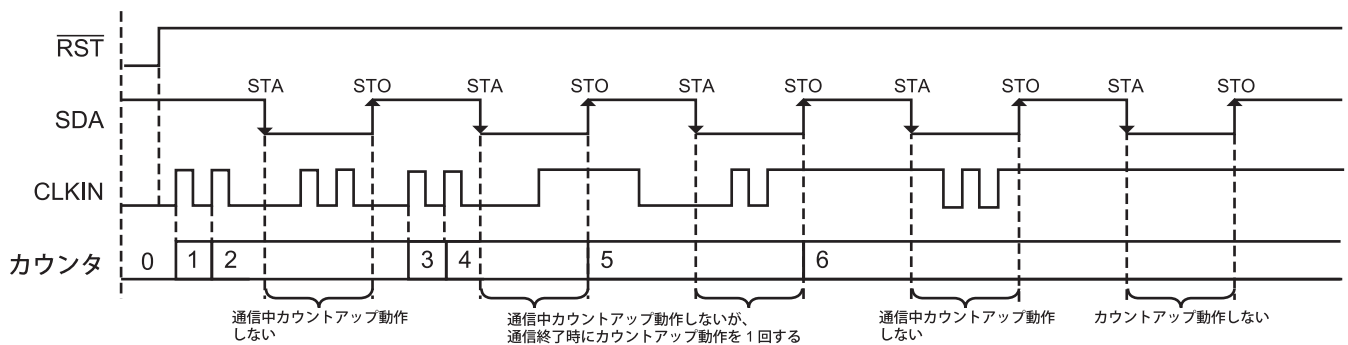 RST
STA STO STA STO STA STO STA STO STA STO
SDA
CLKIN
カウンタ 0 1 2 3 4 5 6
通信中カウントアップ動作
しない
通信中カウントアップ動作しないが、
通信終了時にカウントアップ動作を1回する
通信中カウントアップ動作
しない
カウントアップ動作しない